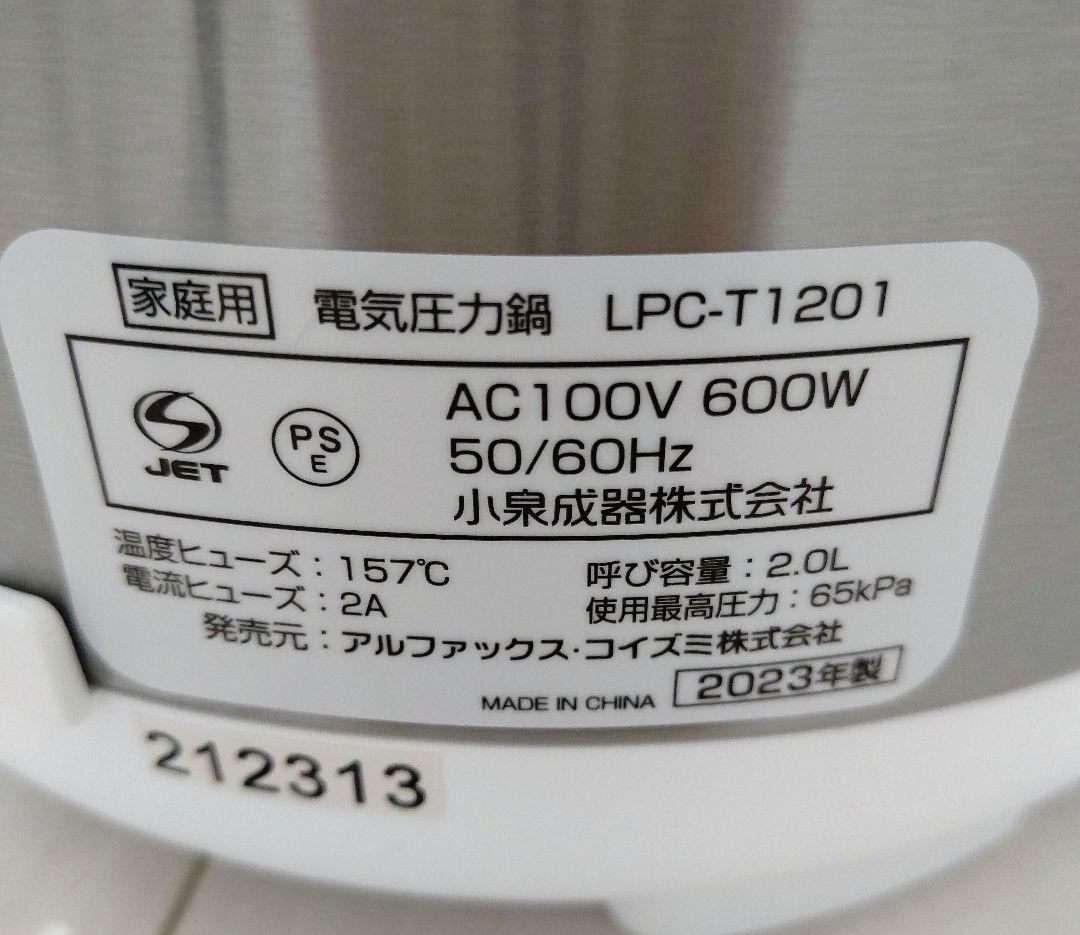 家庭用 電気圧力鍋 LPC-T1201
JET
PSE
AC100V 600W
50/60Hz
小泉成器株式会社
温度ヒューズ：157℃
電流ヒューズ：2A
呼び容量：2.0L
使用最高圧力：65kPa
発売元：アルファックス・コイズミ株式会社
MADE IN CHINA 2023年製
212313